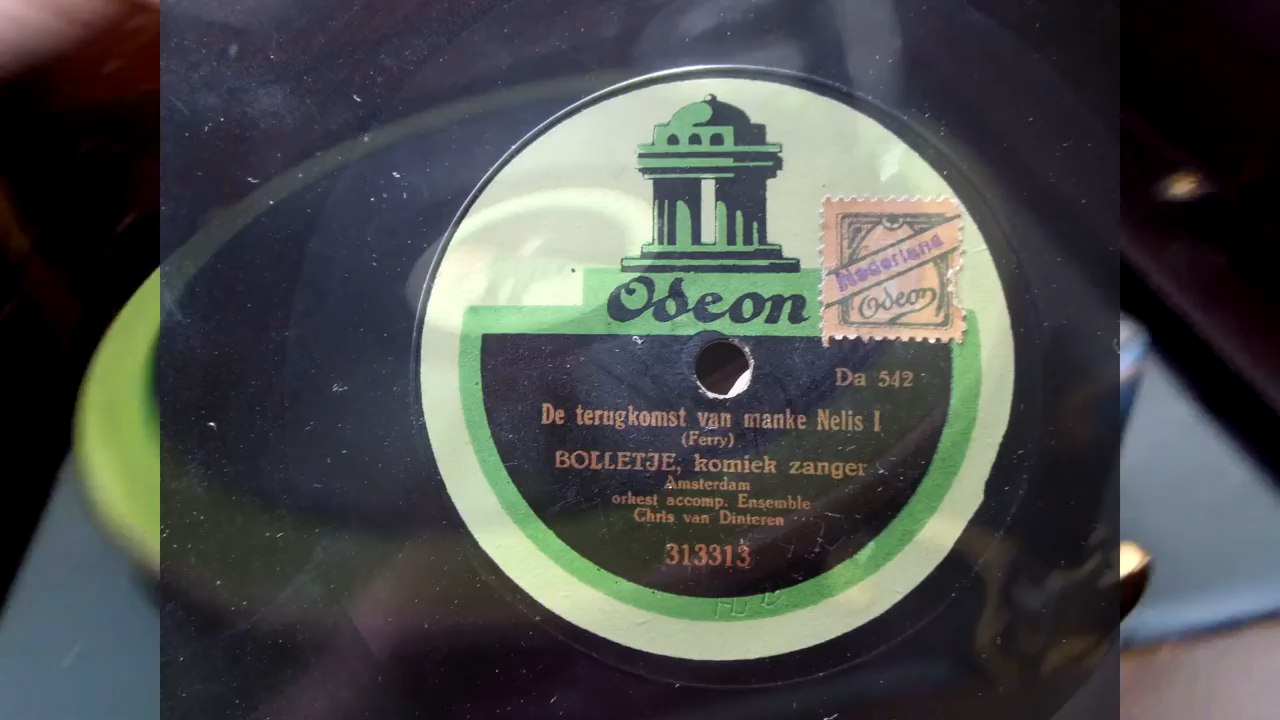 Odeon
Nederland
Odeon
Da 542
De terugkomst van manke Nelis I
(Ferry)
BOLLETJE, komiek zanger
Amsterdam
orkest accomp. Ensemble
Chris van Dinteren
313313